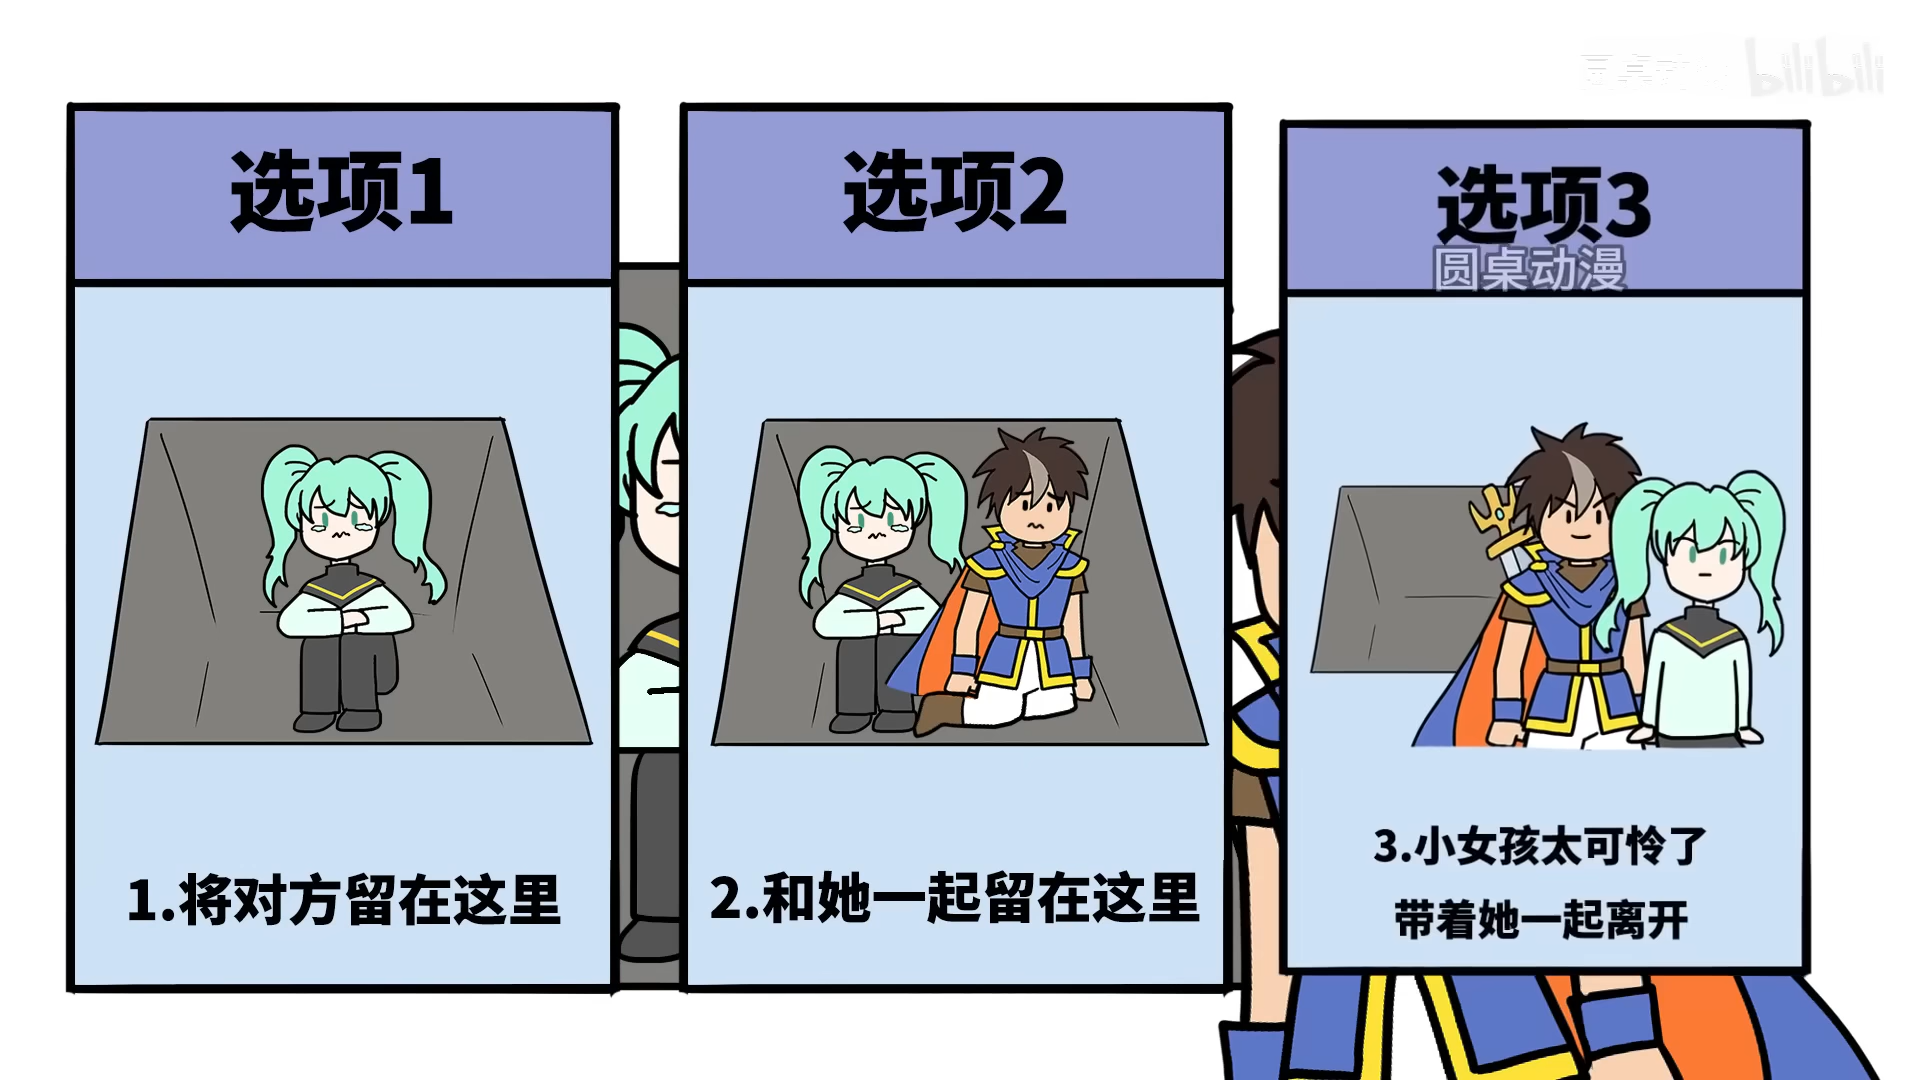 bilibili
选项1
选项2
选项3
圆桌动漫
1.将对方留在这里
2.和她一起留在这里
3.小女孩太可怜了
带着她一起离开